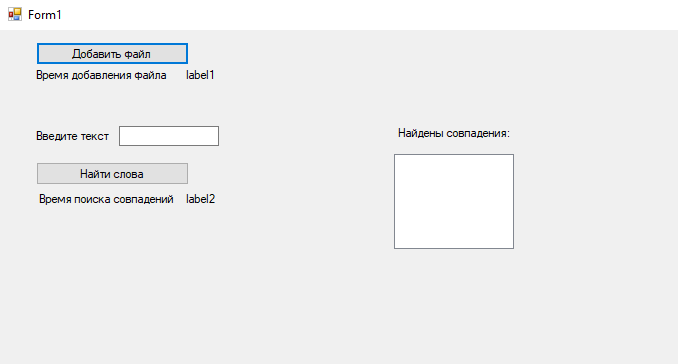 Form1
Добавить файл
Время добавления файла label1
Введите текст
Найдены совпадения:
Найти слова
Время поиска совпадений label2